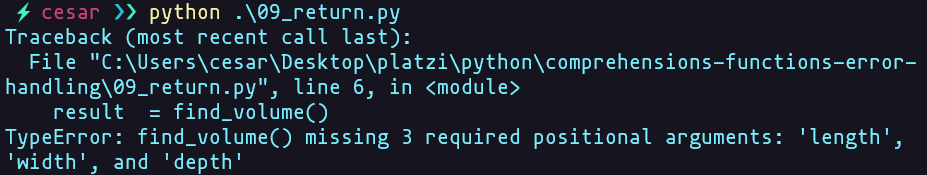 ⚡ cesar ❯❯ python .\09_return.py
Traceback (most recent call last):
  File "C:\Users\cesar\Desktop\platzi\python\comprehensions-functions-error-
handling\09_return.py", line 6, in <module>
    result  = find_volume()
TypeError: find_volume() missing 3 required positional arguments: 'length',
'width', and 'depth'